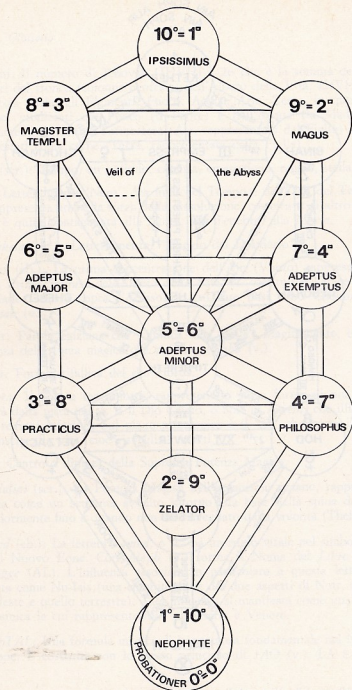 10°=1□
IPSISSIMUS
8°=3□
MAGISTER
TEMPLI
9°=2□
MAGUS
Veil of the Abyss
6°=5□
ADEPTUS
MAJOR
7°=4□
ADEPTUS
EXEMPTUS
5°=6□
ADEPTUS
MINOR
3°=8□
PRACTICUS
4°=7□
PHILOSOPHUS
2°=9□
ZELATOR
1°=10□
NEOPHYTE
PROBATIONER 0°=0□